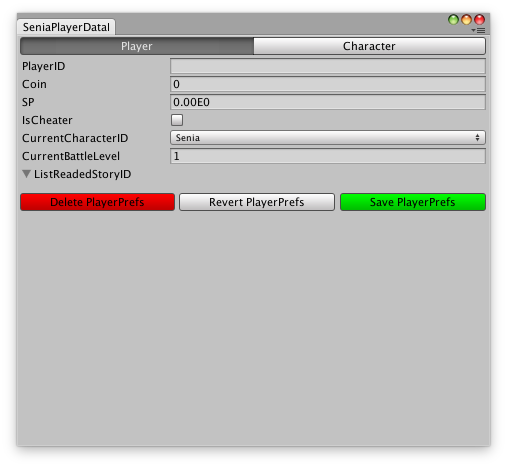 SeniaPlayerDataI
Player Character
PlayerID
Coin 0
SP 0.00E0
IsCheater
CurrentCharacterID Senia
CurrentBattleLevel 1
ListReadedStoryID
Delete PlayerPrefs Revert PlayerPrefs Save PlayerPrefs